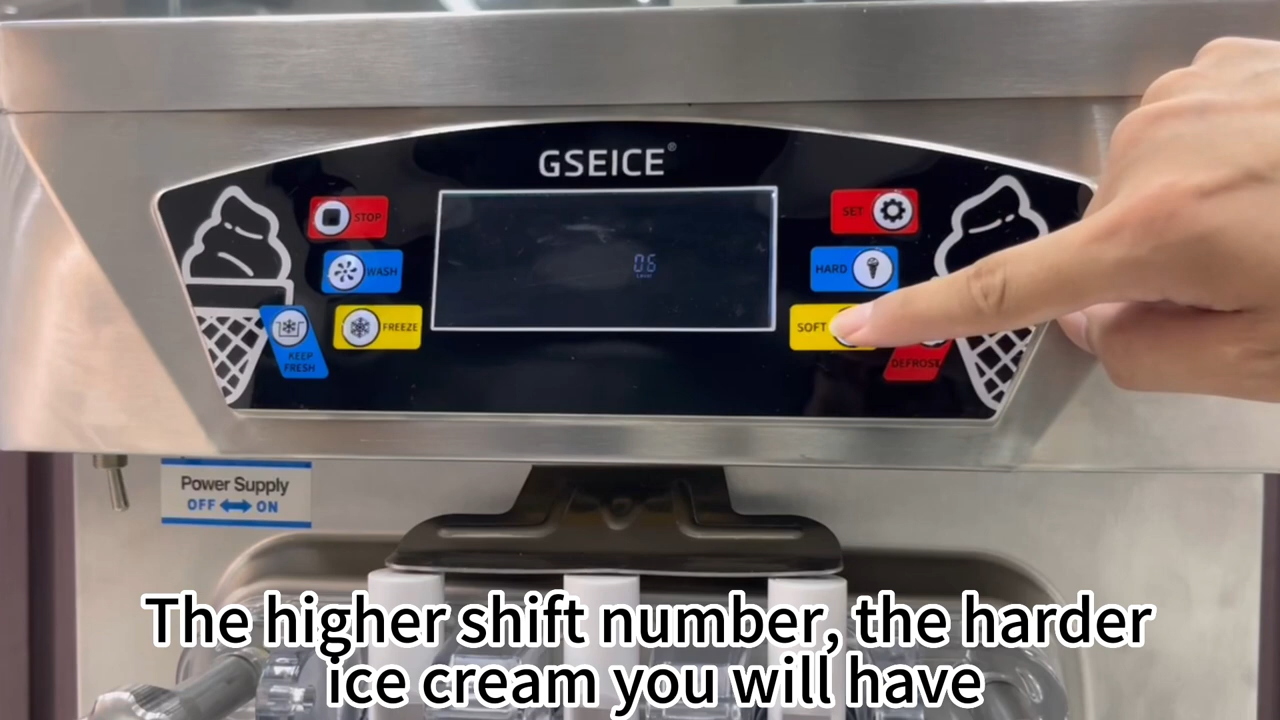 GSEICE®
STOP
SET
WASH
06
HARD
FREEZE
SOFT
KEEP
FRESH
DEFROST
Power Supply
OFF ON
The higher shift number, the harder
ice cream you will have